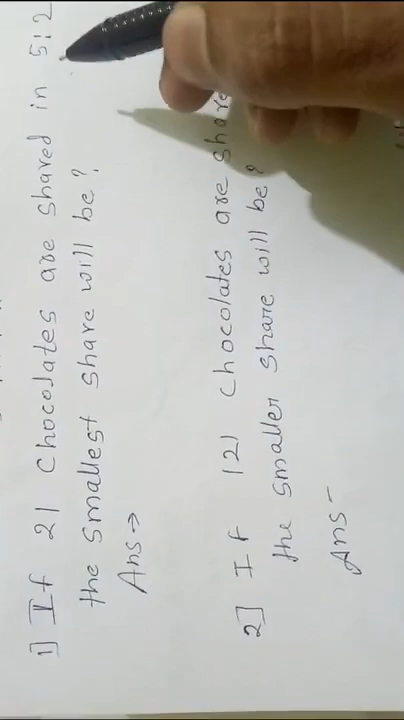 1] If 21 Chocolates are shared in 5:2
the smallest share will be?
Ans→
2] If 121 chocolates are share
the smaller share will be?
Ans-